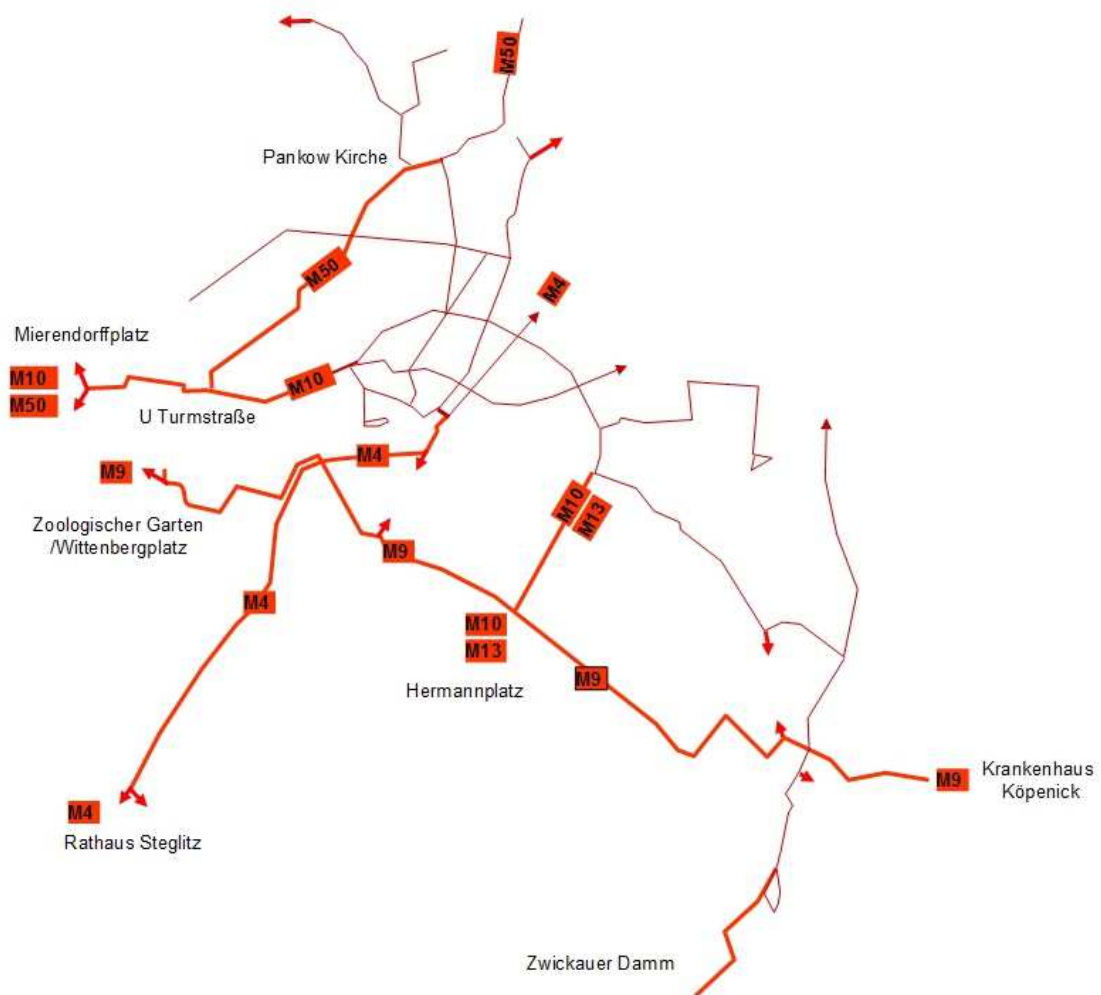 M50
Pankow Kirche
M50
M4
Mierendorffplatz
M10
M50
M10
U Turmstraße
M4
M9
Zoologischer Garten
/Wittenbergplatz
M10
M13
M9
M4
M10
M13
Hermannplatz
M9
Krankenhaus
Köpenick
M9
M4
Rathaus Steglitz
Zwickauer Damm